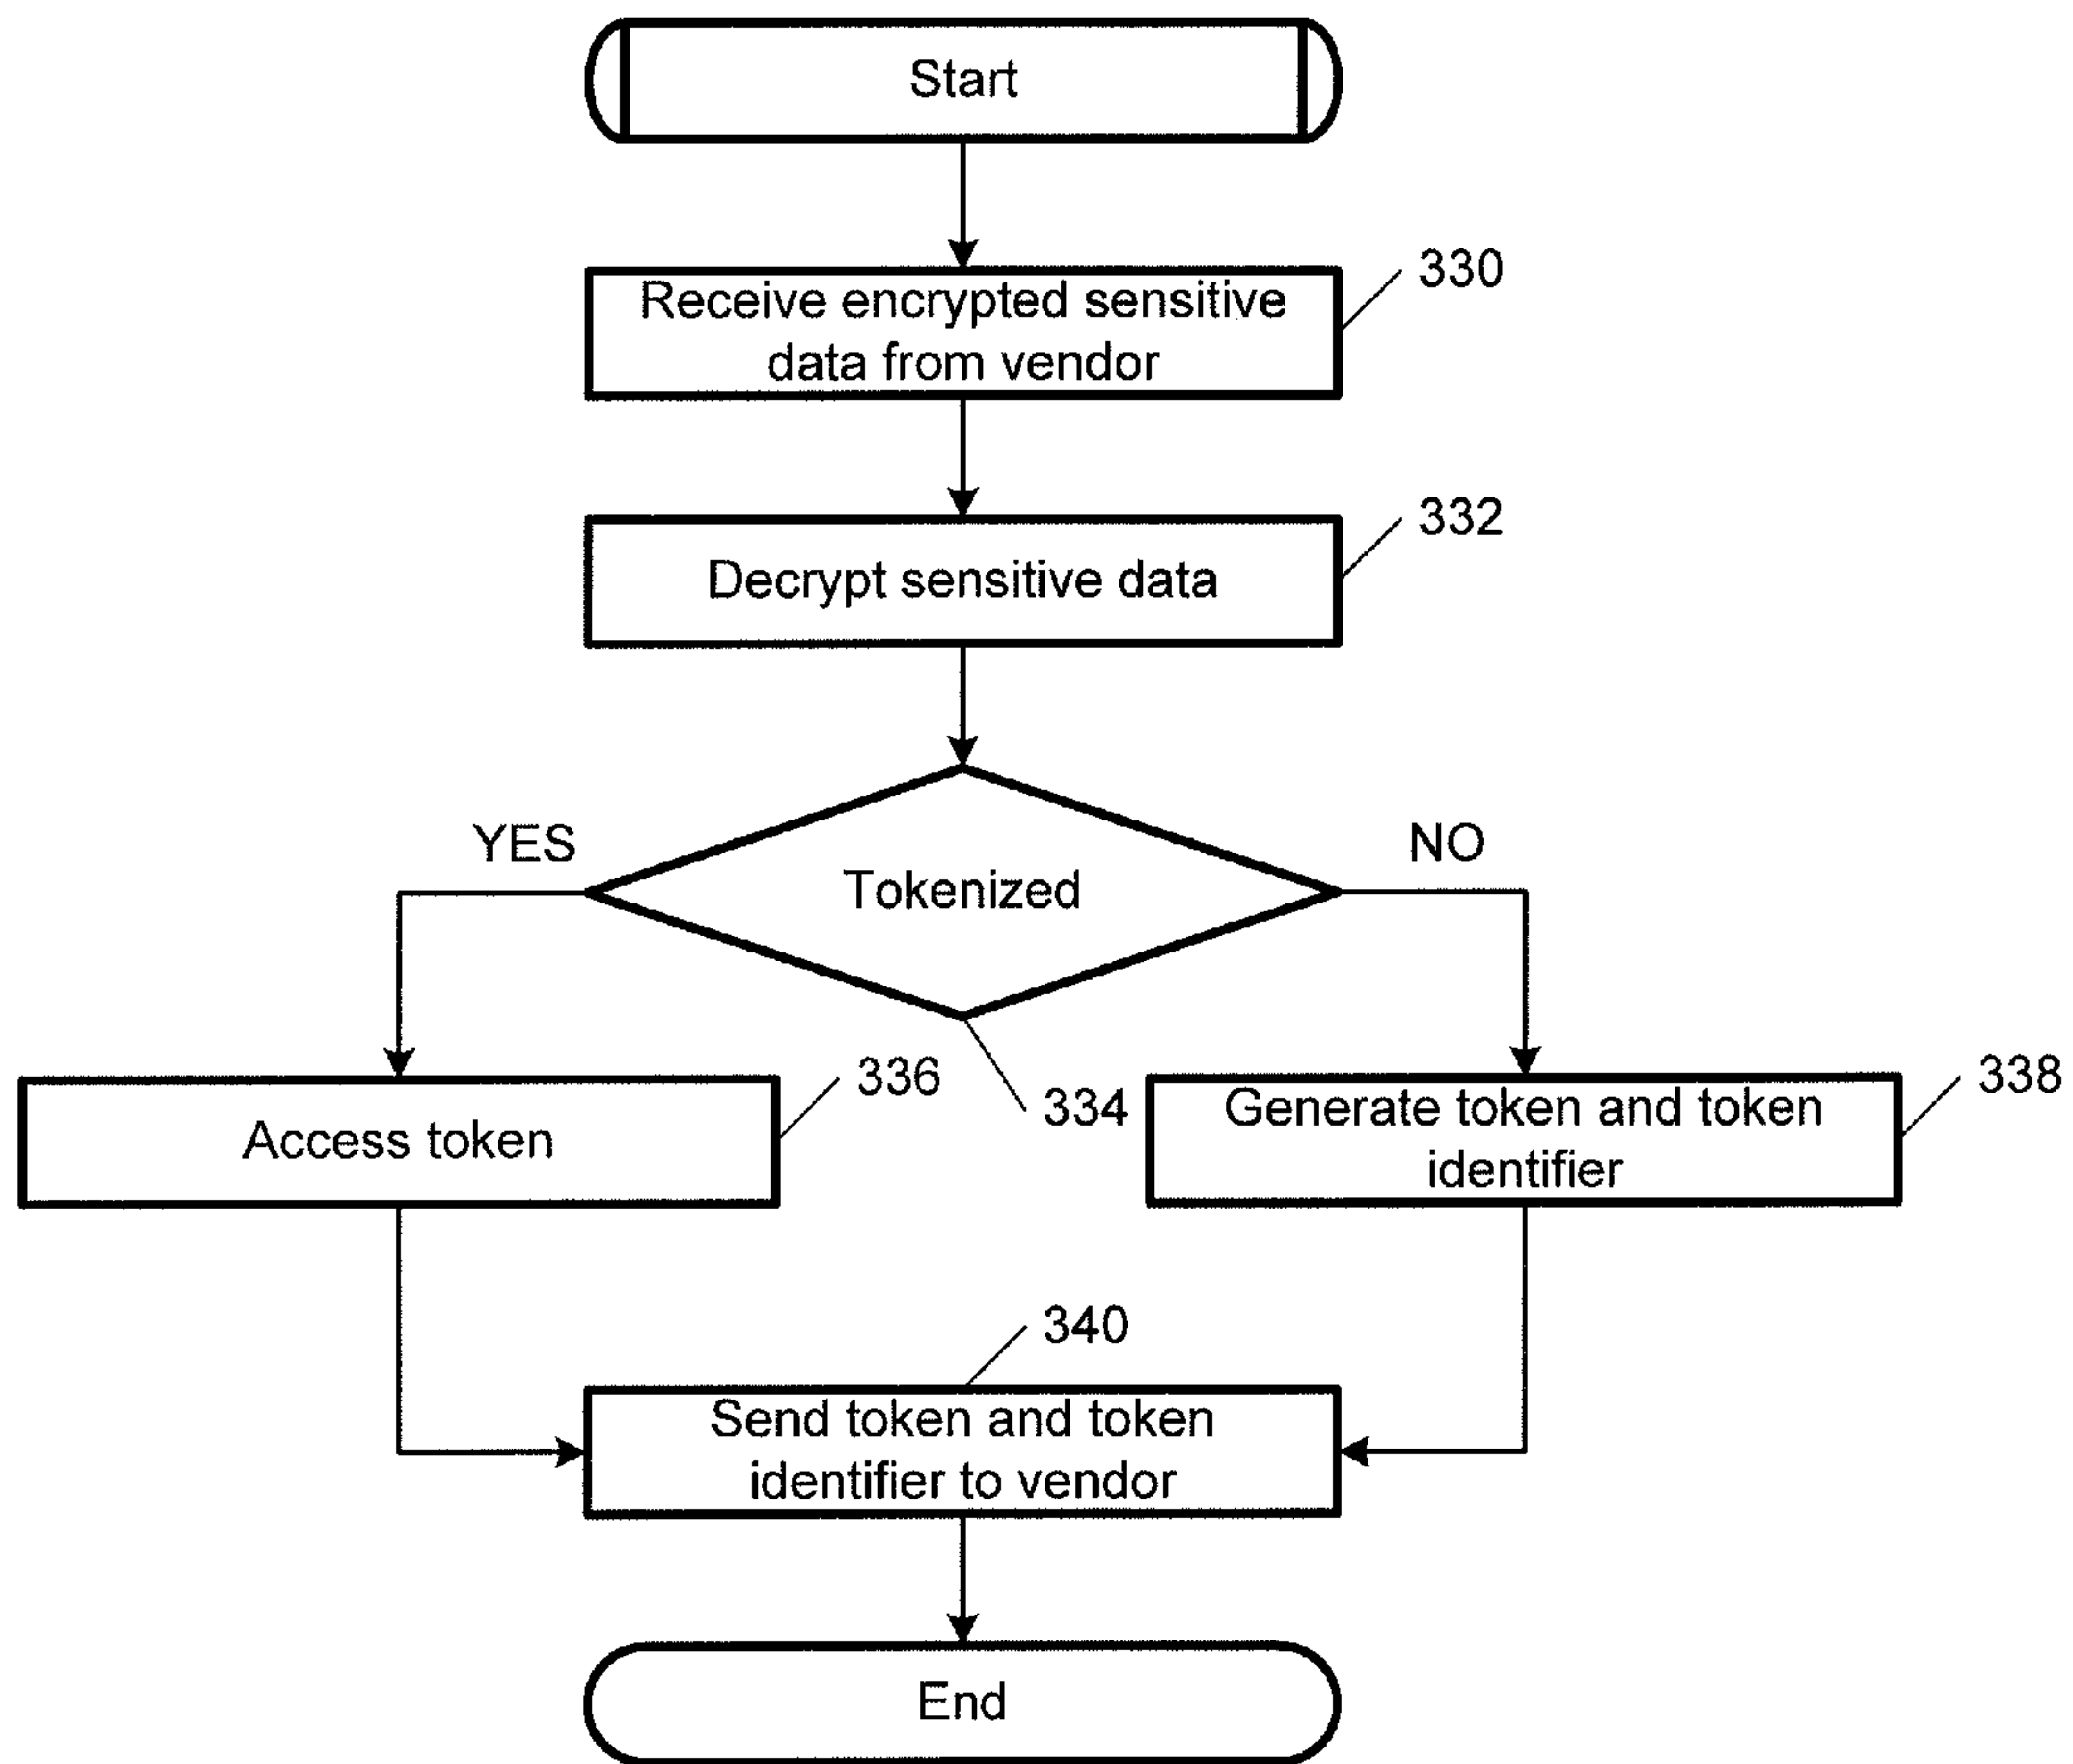 Start
330
Receive encrypted sensitive
data from vendor
332
Decrypt sensitive data
YES
NO
Tokenized
336
334
338
Access token
Generate token and token
identifier
340
Send token and token
identifier to vendor
End